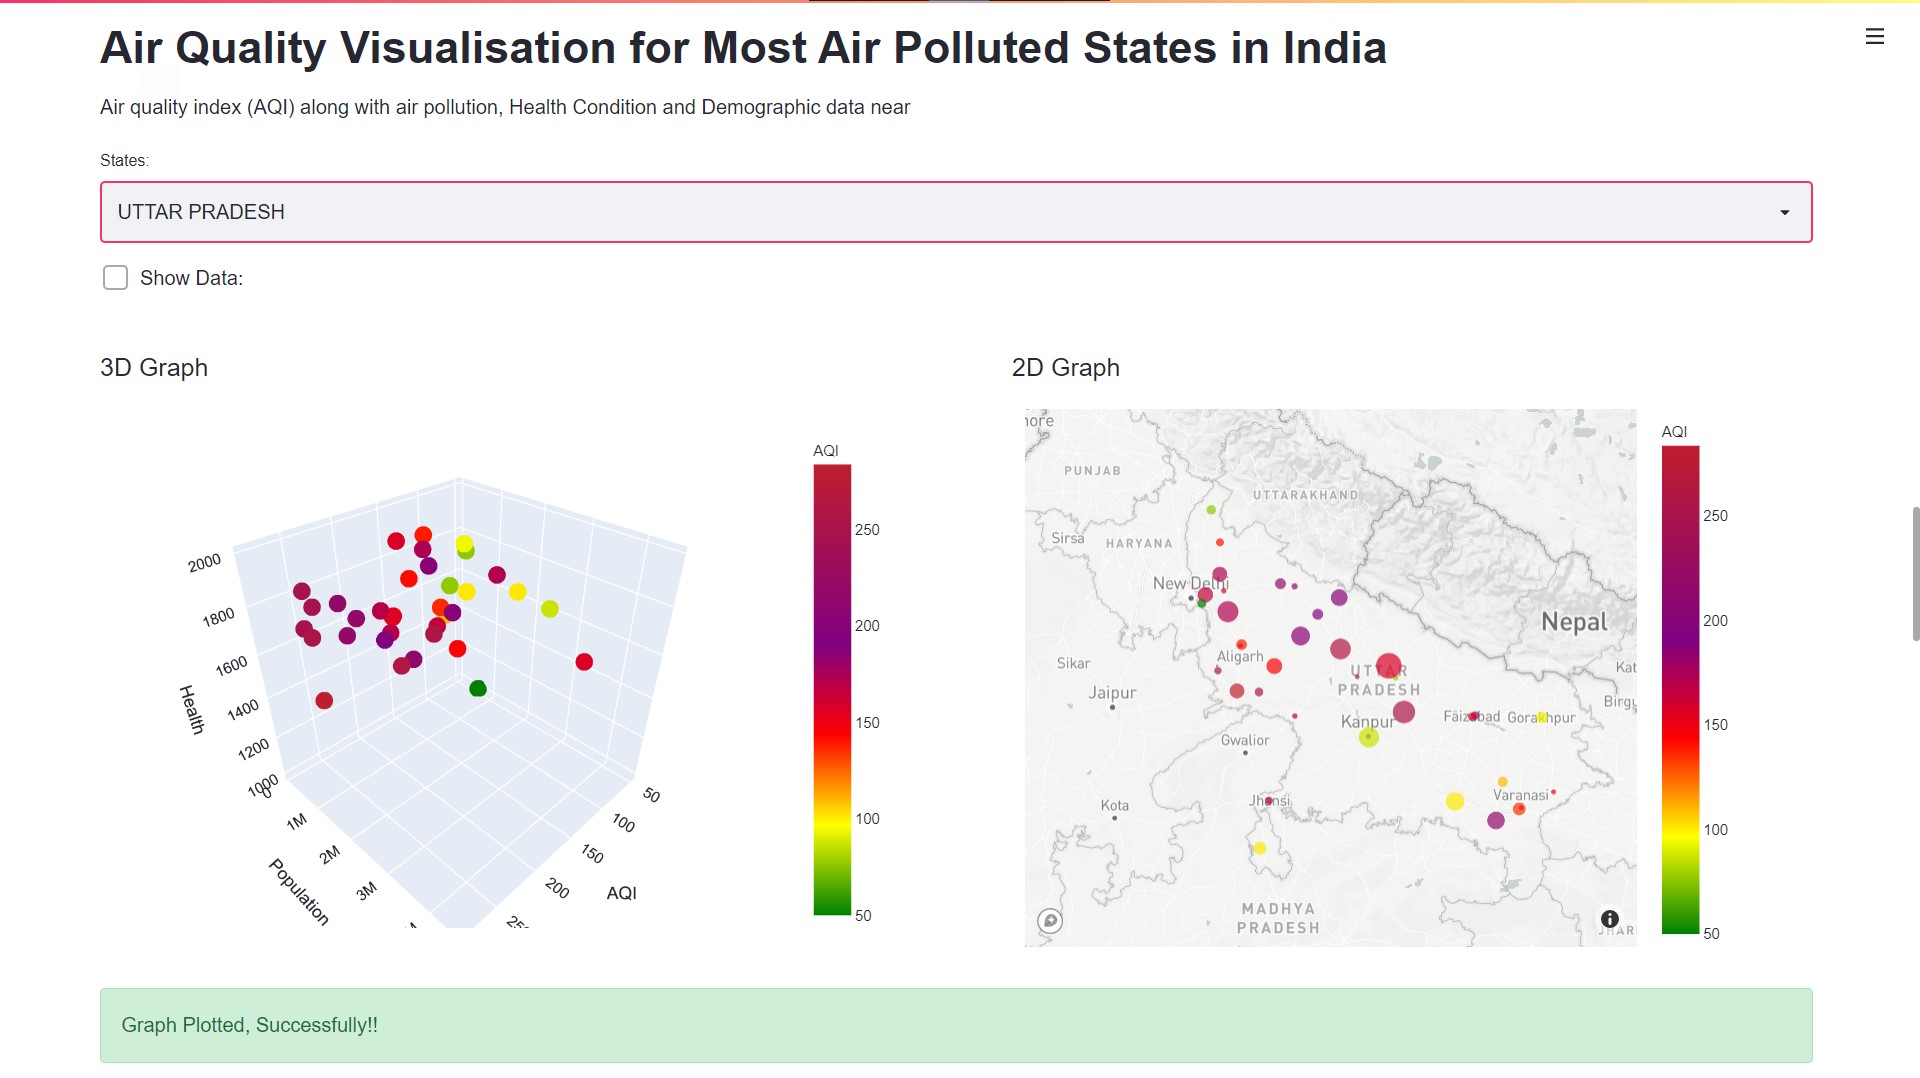 Air Quality Visualisation for Most Air Polluted States in India
Air quality index (AQI) along with air pollution, Health Condition and Demographic data near
States:
UTTAR PRADESH
Show Data:
3D Graph
2000
1800
1600
1400
1200
1000
Health
0
1M
2M
3M
Population
50
100
150
200
AQI
AQI
250
200
150
100
50
2D Graph
PUNJAB
UTTARAKHAND
Sirsa
HARYANA
New Delhi
Nepal
Aligarh
Sikar
UTTAR
PRADESH
Jaipur
Kanpur
Faizabad
Gorakhpur
Gwalior
Varanasi
Jhansi
Kota
MADHYA
PRADESH
AQI
250
200
150
100
50
Graph Plotted, Successfully!!